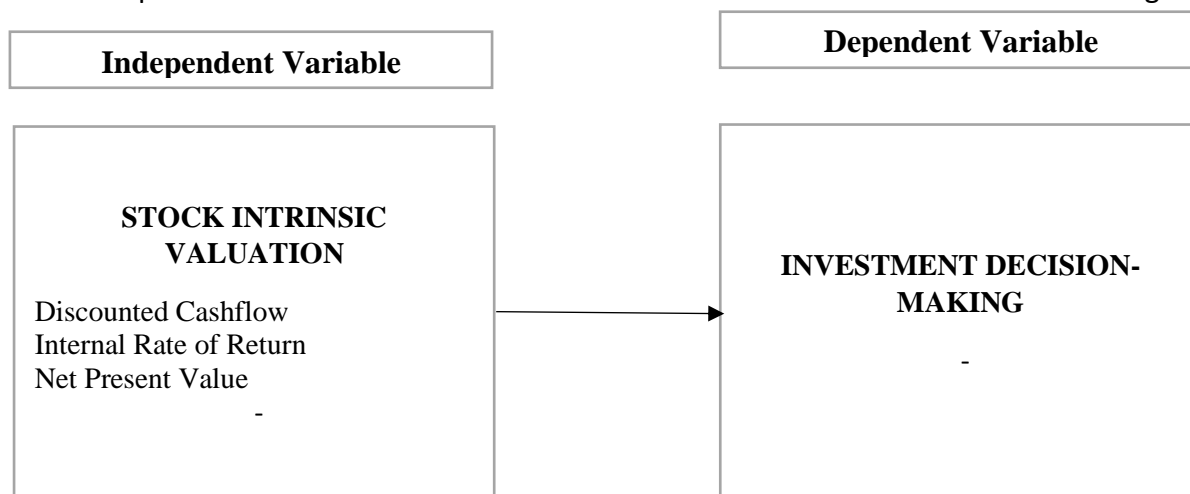 Independent Variable
Dependent Variable
STOCK INTRINSIC
VALUATION
Discounted Cashflow
Internal Rate of Return
Net Present Value
-
INVESTMENT DECISION-
MAKING
-